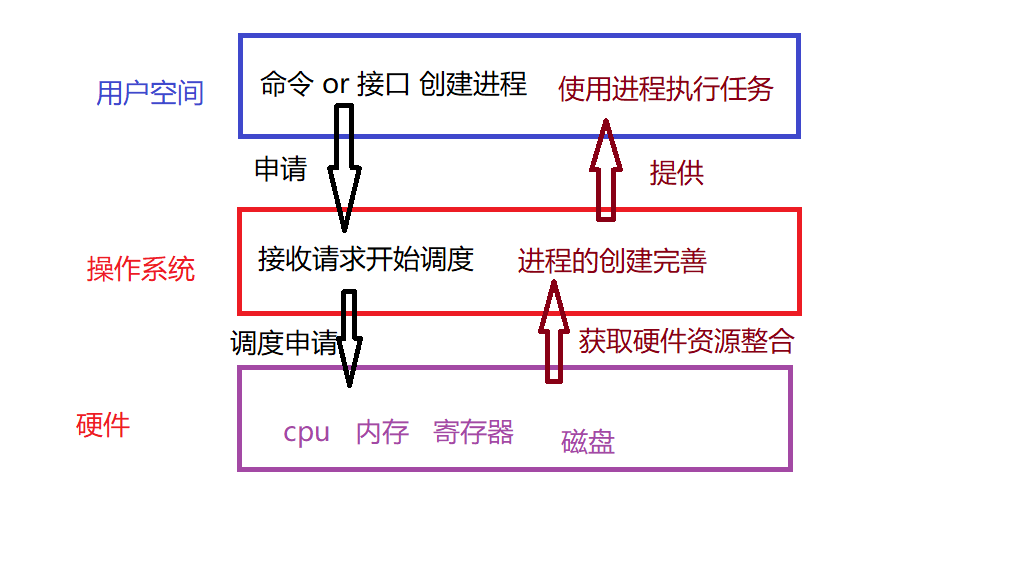 用户空间
命令 or 接口 创建进程
使用进程执行任务
申请
提供
操作系统
接收请求开始调度
进程的创建完善
调度申请
获取硬件资源整合
硬件
cpu 内存 寄存器 磁盘